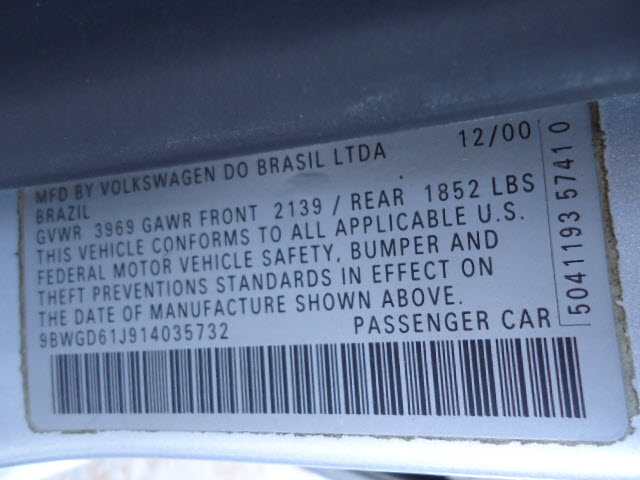 MFD BY VOLKSWAGEN DO BRASIL LTDA 12/00
BRAZIL
GVWR 3969 GAWR FRONT 2139 / REAR 1852 LBS
THIS VEHICLE CONFORMS TO ALL APPLICABLE U.S.
FEDERAL MOTOR VEHICLE SAFETY, BUMPER AND
THEFT PREVENTIONS STANDARDS IN EFFECT ON
THE DATE OF MANUFACTURE SHOWN ABOVE.
9BWGD61J914035732 PASSENGER CAR
5041193 57410